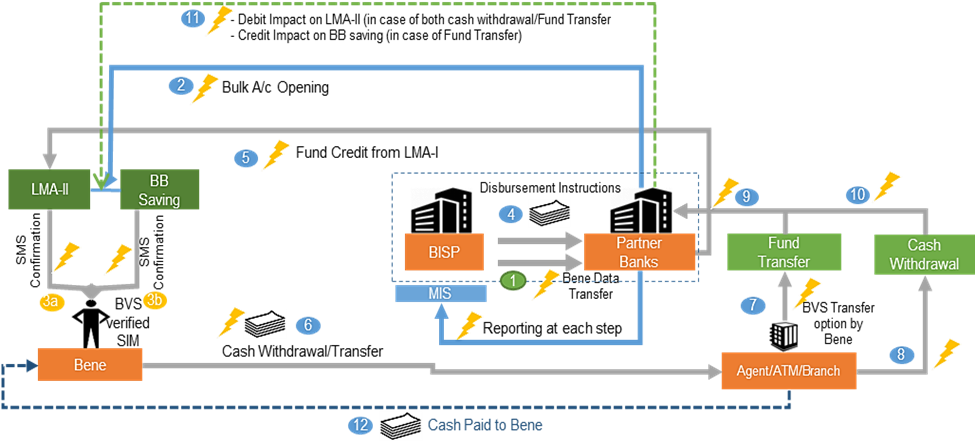 11
- Debit Impact on LMA-II (in case of both cash withdrawal/Fund Transfer
- Credit Impact on BB saving (in case of Fund Transfer)
2
Bulk A/c Opening
5
Fund Credit from LMA-I
LMA-II
BB
Saving
SMS
Confirmation
SMS
Confirmation
3a
3b
BVS
verified
SIM
Bene
Disbursement Instructions
4
BISP
Partner
Banks
1
Bene Data
Transfer
MIS
Reporting at each step
6
Cash Withdrawal/Transfer
9
10
Fund
Transfer
Cash
Withdrawal
7
BVS Transfer
option by
Bene
8
Agent/ATM/Branch
12
Cash Paid to Bene